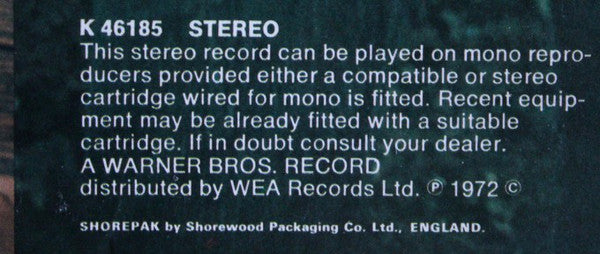 K 46185 STEREO
This stereo record can be played on mono repro-
ducers provided either a compatible or stereo
cartridge wired for mono is fitted. Recent equip-
ment may be already fitted with a suitable
cartridge. If in doubt consult your dealer.
A WARNER BROS. RECORD
distributed by WEA Records Ltd. ℗ 1972 ©
SHOREPAK by Shorewood Packaging Co. Ltd., ENGLAND.